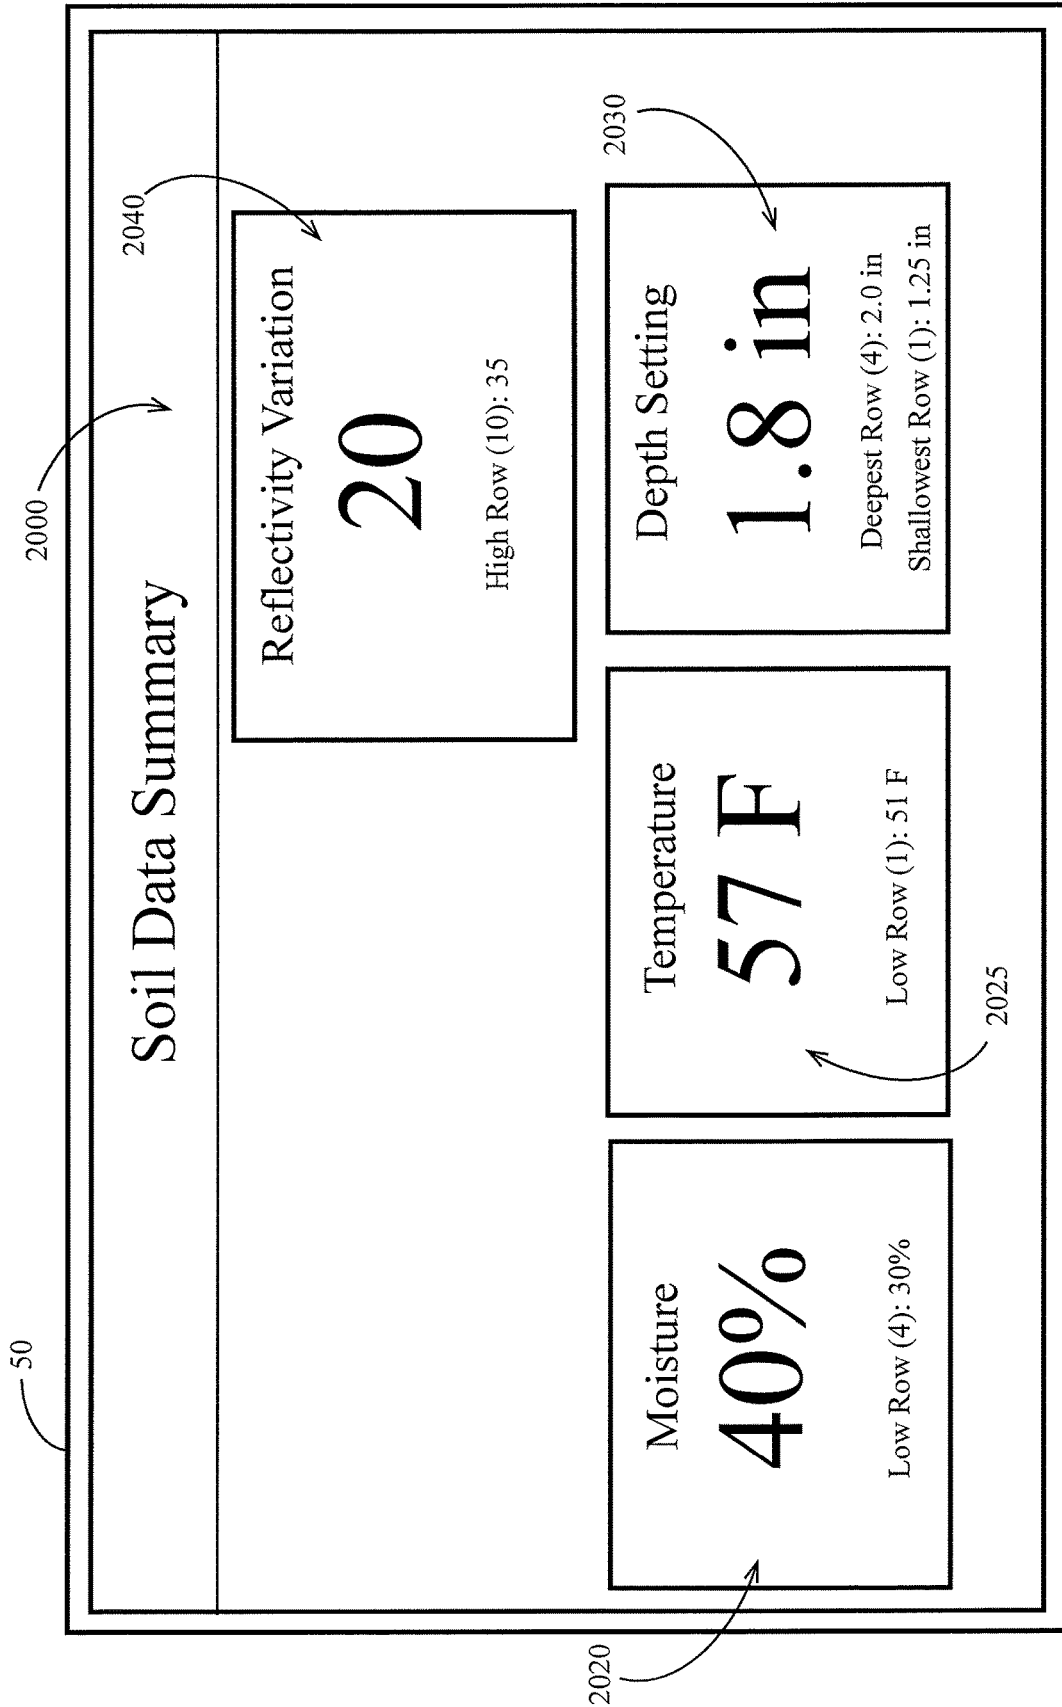 50
2000
2040
Soil Data Summary
Reflectivity Variation
20
High Row (10): 35
2030
Moisture
40%
Low Row (4): 30%
2020
Temperature
57 F
Low Row (1): 51 F
2025
Depth Setting
1.8 in
Deepest Row (4): 2.0 in
Shallowest Row (1): 1.25 in